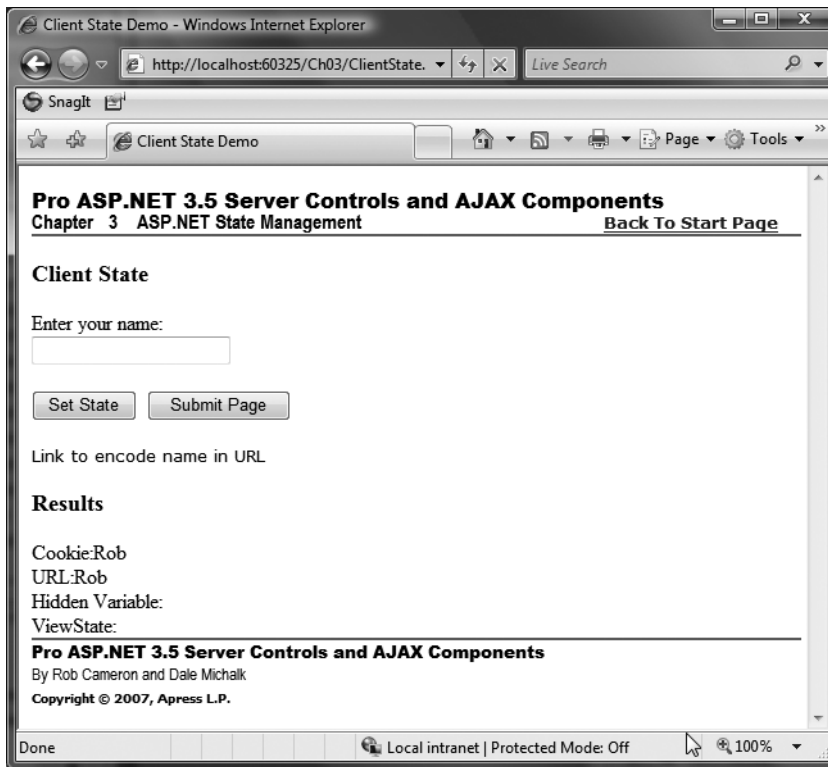 Client State Demo - Windows Internet Explorer
http://localhost:60325/Ch03/ClientState.
Live Search
SnagIt
Client State Demo
Page
Tools
»
Pro ASP.NET 3.5 Server Controls and AJAX Components
Chapter 3 ASP.NET State Management
Back To Start Page
Client State
Enter your name:
Set State
Submit Page
Link to encode name in URL
Results
Cookie:Rob
URL:Rob
Hidden Variable:
ViewState:
Pro ASP.NET 3.5 Server Controls and AJAX Components
By Rob Cameron and Dale Michalk
Copyright © 2007, Apress L.P.
Done
Local intranet | Protected Mode: Off
100%